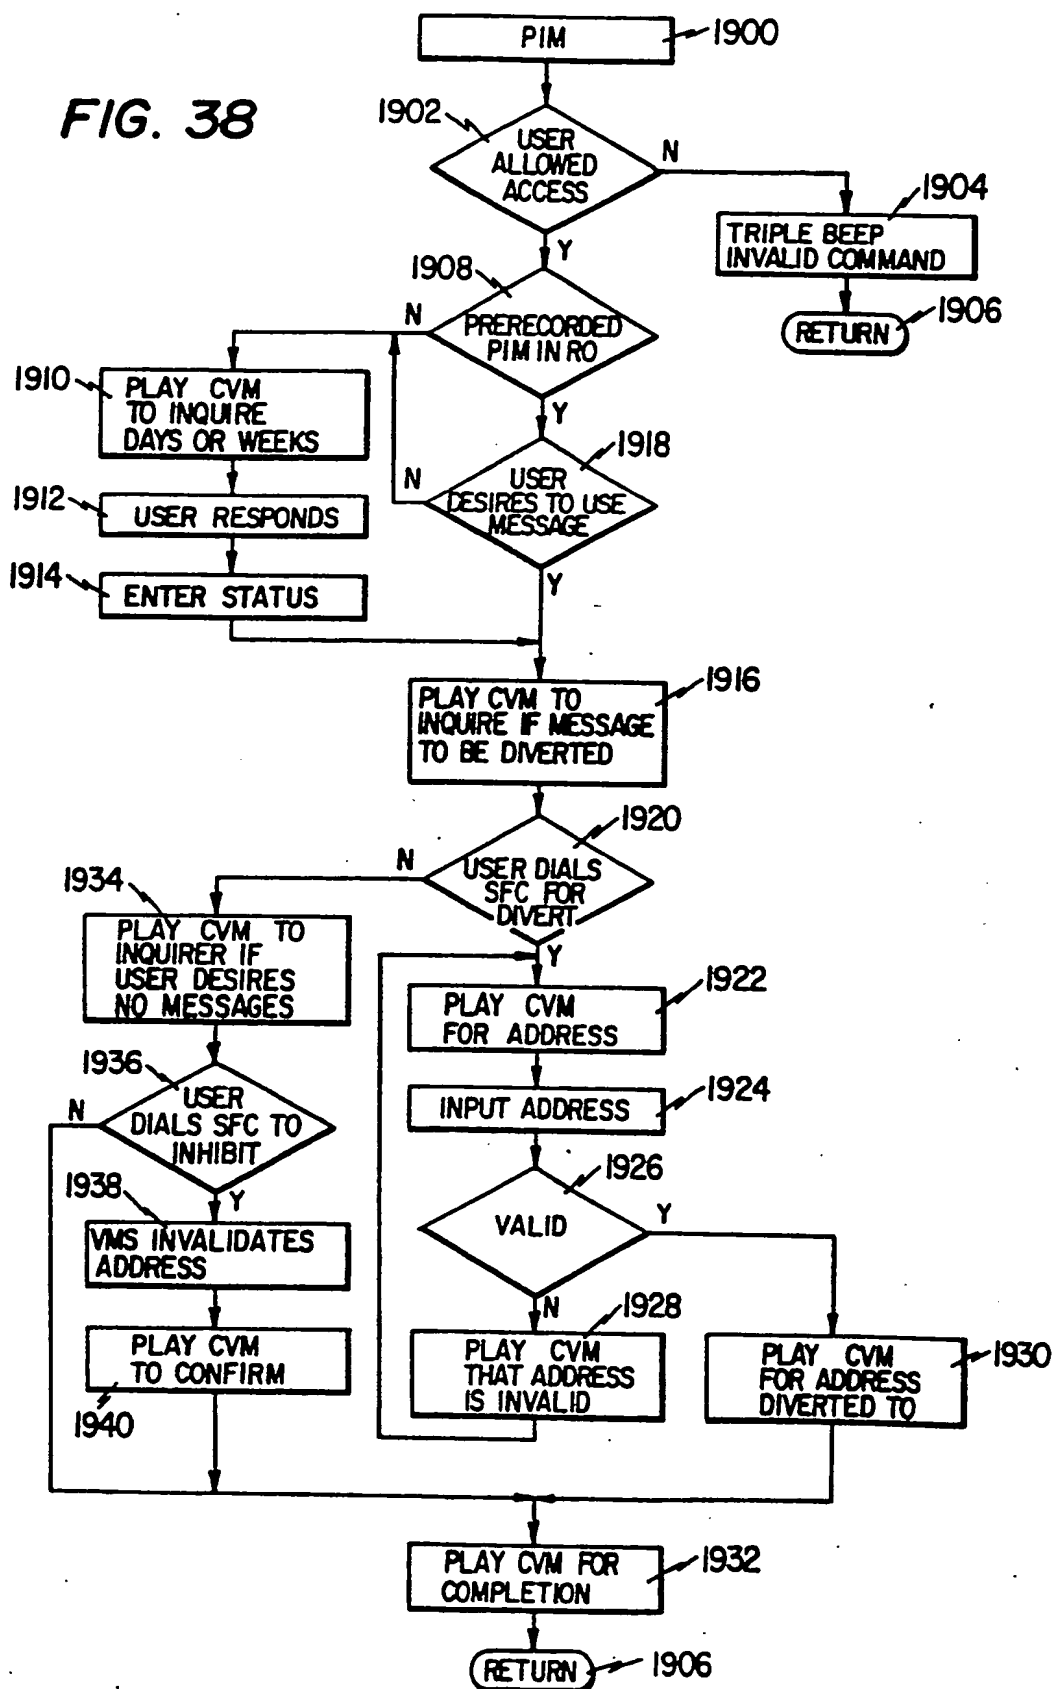 PIM
1900
FIG. 38
1902
USER
ALLOWED
ACCESS
N
Y
1904
TRIPLE BEEP
INVALID COMMAND
RETURN
1906
1908
PRERECORDED
PIM IN RO
N
Y
1910
PLAY CVM
TO INQUIRE
DAYS OR WEEKS
1918
USER
DESIRES TO USE
MESSAGE
N
Y
1912
USER RESPONDS
1914
ENTER STATUS
1916
PLAY CVM TO
INQUIRE IF MESSAGE
TO BE DIVERTED
1920
USER DIALS
SFC FOR
DIVERT
N
Y
1934
PLAY CVM TO
INQUIRER IF
USER DESIRES
NO MESSAGES
1922
PLAY CVM
FOR ADDRESS
1936
USER
DIALS SFC TO
INHIBIT
N
Y
1924
INPUT ADDRESS
1926
VALID
Y
N
1938
VMS INVALIDATES
ADDRESS
1928
PLAY CVM
THAT ADDRESS
IS INVALID
1930
PLAY CVM
FOR ADDRESS
DIVERTED TO
PLAY CVM
TO CONFIRM
1940
PLAY CVM FOR
COMPLETION
1932
RETURN
1906